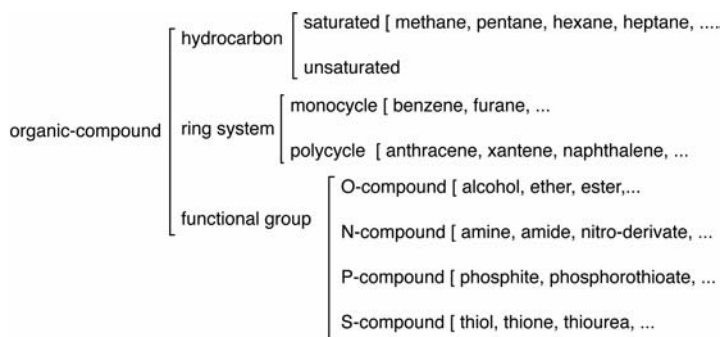 saturated [ methane, pentane, hexane, heptane, ....
hydrocarbon
unsaturated
monocycle [ benzene, furane, ...
organic-compound ring system
polycycle [ anthracene, xantene, naphthalene, ...
O-compound [ alcohol, ether, ester,...
functional group
N-compound [ amine, amide, nitro-derivate, ...
P-compound [ phosphite, phosphorothioate, ...
S-compound [ thiol, thione, thiourea, ...